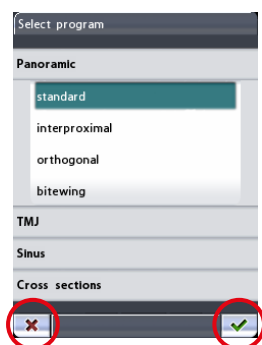 Select program
Panoramic
standard
interproximal
orthogonal
bitewing
TMJ
Sinus
Cross sections